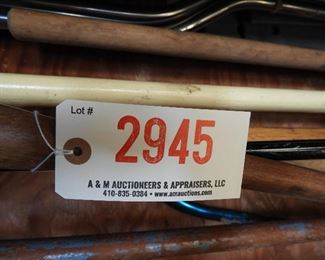 Lot #
2945
A & M AUCTIONEERS & APPRAISERS, LLC
410-835-0384 • www.amauctions.com